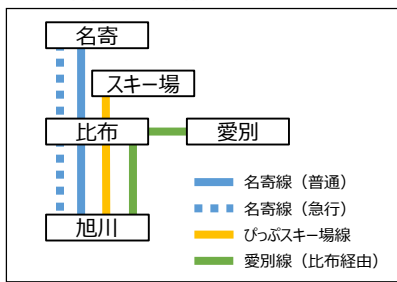 名寄
スキー場
比布
愛別
旭川
名寄線（普通）
名寄線（急行）
ぴっぷスキー場線
愛別線（比布経由）